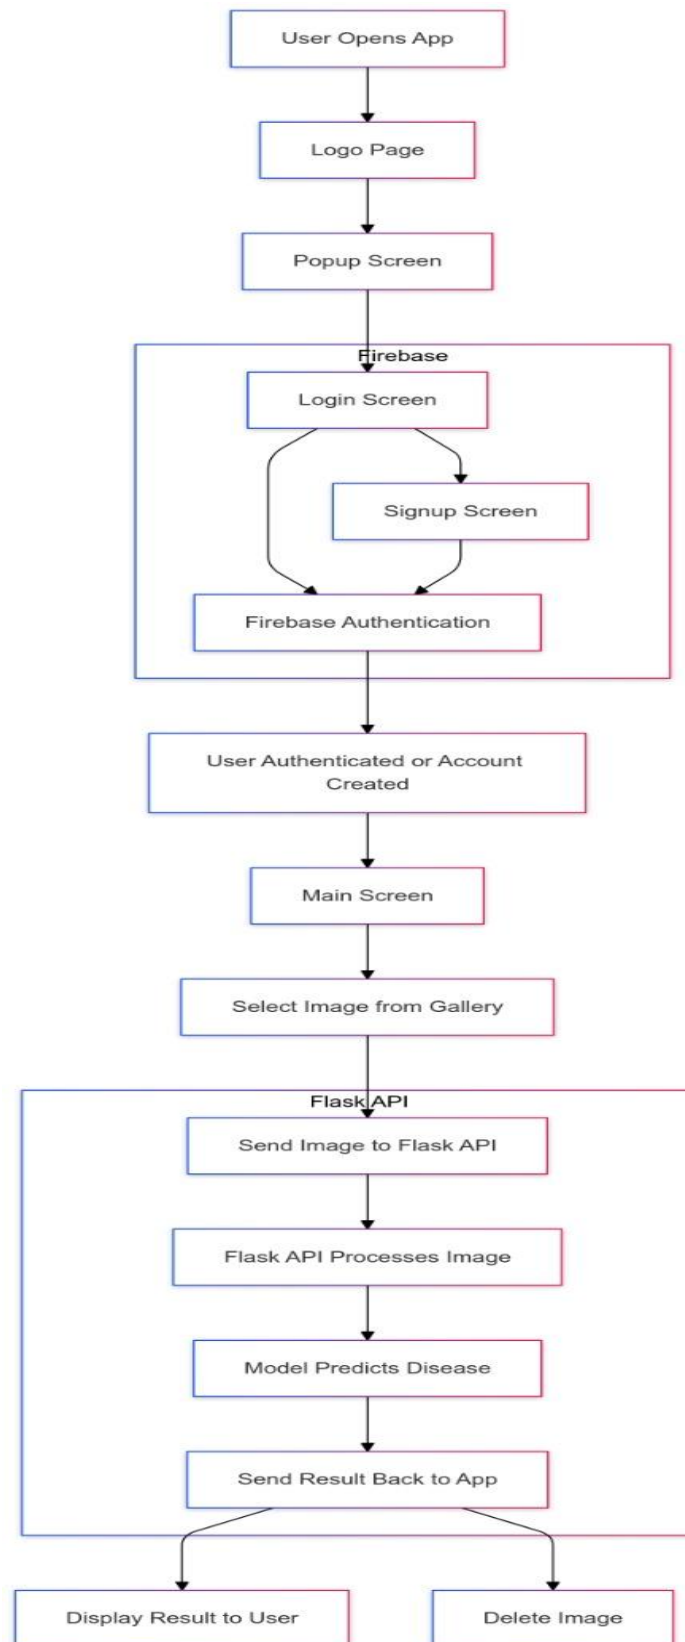 User Opens App
Logo Page
Popup Screen
Firebase
Login Screen
Signup Screen
Firebase Authentication
User Authenticated or Account
Created
Main Screen
Select Image from Gallery
Flask API
Send Image to Flask API
Flask API Processes Image
Model Predicts Disease
Send Result Back to App
Display Result to User
Delete Image